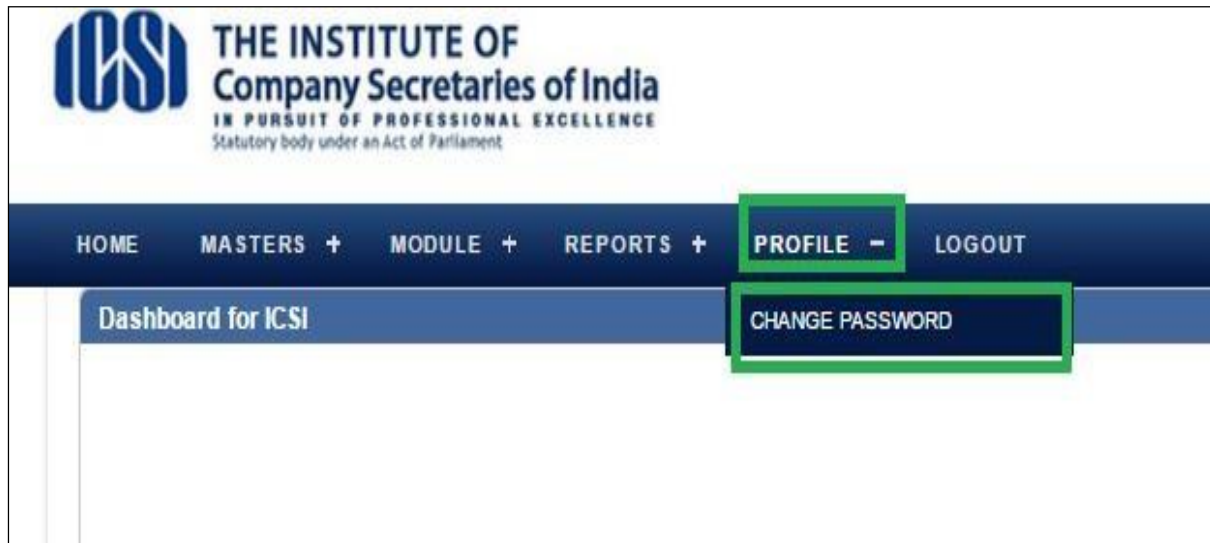 ICSI
THE INSTITUTE OF
Company Secretaries of India
IN PURSUIT OF PROFESSIONAL EXCELLENCE
Statutory body under an Act of Parliament
HOME MASTERS + MODULE + REPORTS + PROFILE - LOGOUT
Dashboard for ICSI
CHANGE PASSWORD